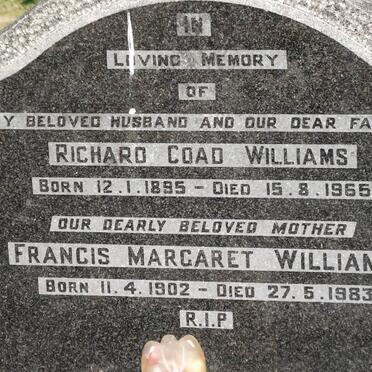 IN
LOVING MEMORY
OF
Y BELOVED HUSBAND AND OUR DEAR FA
RICHARD COAD WILLIAMS
BORN 12.1.1895 - DIED 15.8.1965
OUR DEARLY BELOVED MOTHER
FRANCIS MARGARET WILLIAM
BORN 11.4.1902 - DIED 27.5.1983
R.I.P